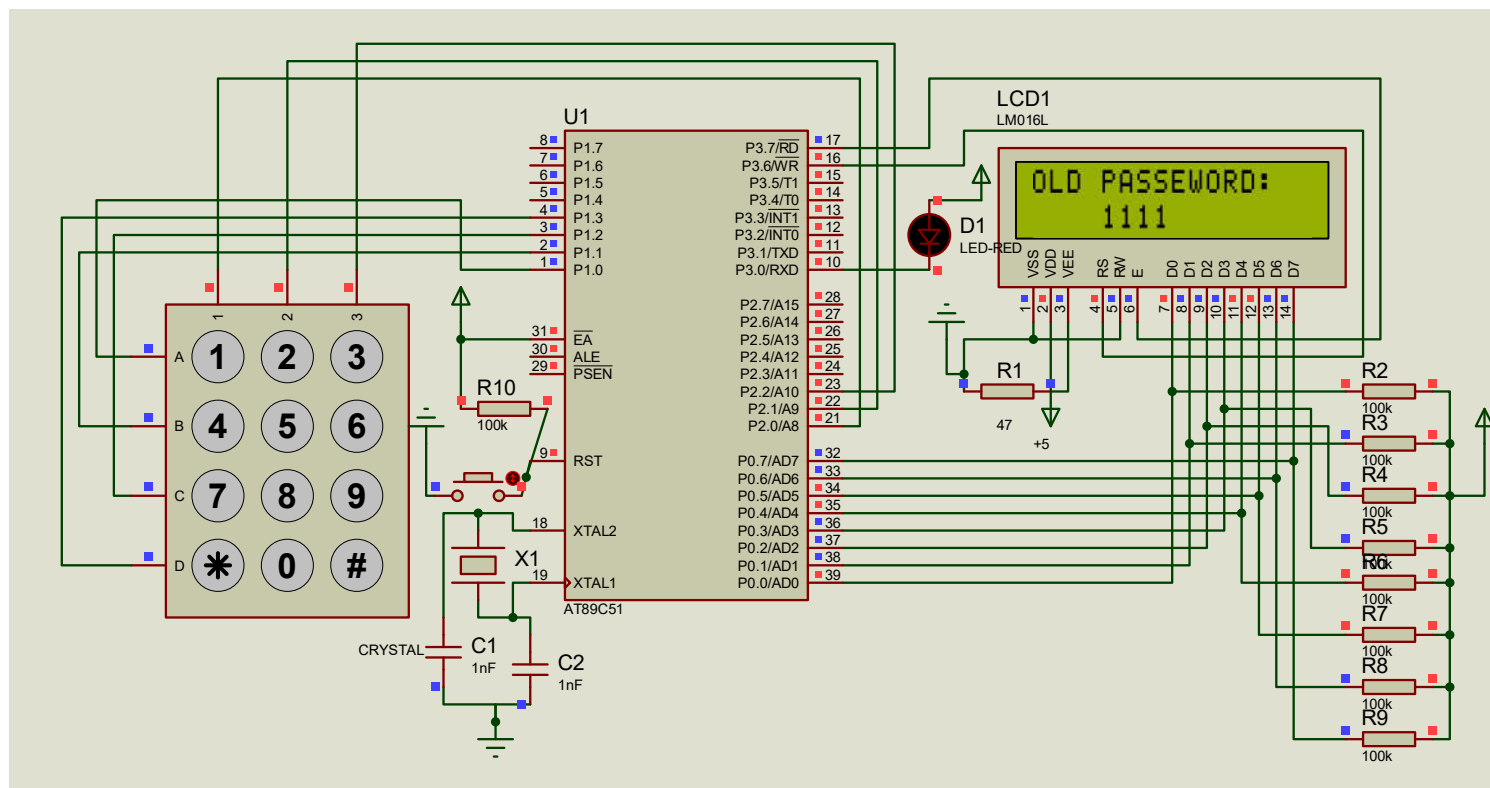 U1
LCD1
LM016L
8 P1.7
7 P1.6
6 P1.5
5 P1.4
4 P1.3
3 P1.2
2 P1.1
1 P1.0
31 EA
30 ALE
29 PSEN
9 RST
18 XTAL2
19 XTAL1
P3.7/RD 17
P3.6/WR 16
P3.5/T1 15
P3.4/T0 14
P3.3/INT1 13
P3.2/INT0 12
P3.1/TXD 11
P3.0/RXD 10
P2.7/A15 28
P2.6/A14 27
P2.5/A13 26
P2.4/A12 25
P2.3/A11 24
P2.2/A10 23
P2.1/A9 22
P2.0/A8 21
P0.7/AD7 32
P0.6/AD6 33
P0.5/AD5 34
P0.4/AD4 35
P0.3/AD3 36
P0.2/AD2 37
P0.1/AD1 38
P0.0/AD0 39
AT89C51
OLD PASSEWORD:
1111
VSS VDD VEE RS RW E D0 D1 D2 D3 D4 D5 D6 D7
1 2 3 4 5 6 7 8 9 10 11 12 13 14
D1
LED-RED
1 2 3
A 1 2 3
B 4 5 6
C 7 8 9
D * 0 #
R10
100k
X1
CRYSTAL
C1
1nF
C2
1nF
R1
47
+5
R2
100k
R3
100k
R4
100k
R5
100k
R6
100k
R7
100k
R8
100k
R9
100k